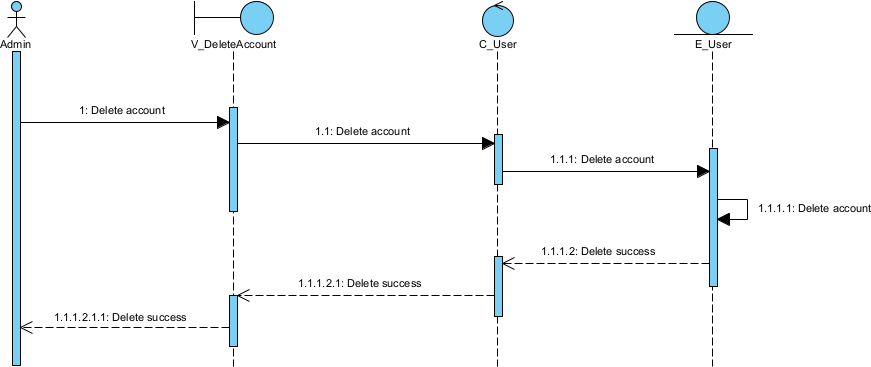 Admin
V_DeleteAccount
C_User
E_User
1: Delete account
1.1: Delete account
1.1.1: Delete account
1.1.1.1: Delete account
1.1.1.2: Delete success
1.1.1.2.1: Delete success
1.1.1.2.1.1: Delete success